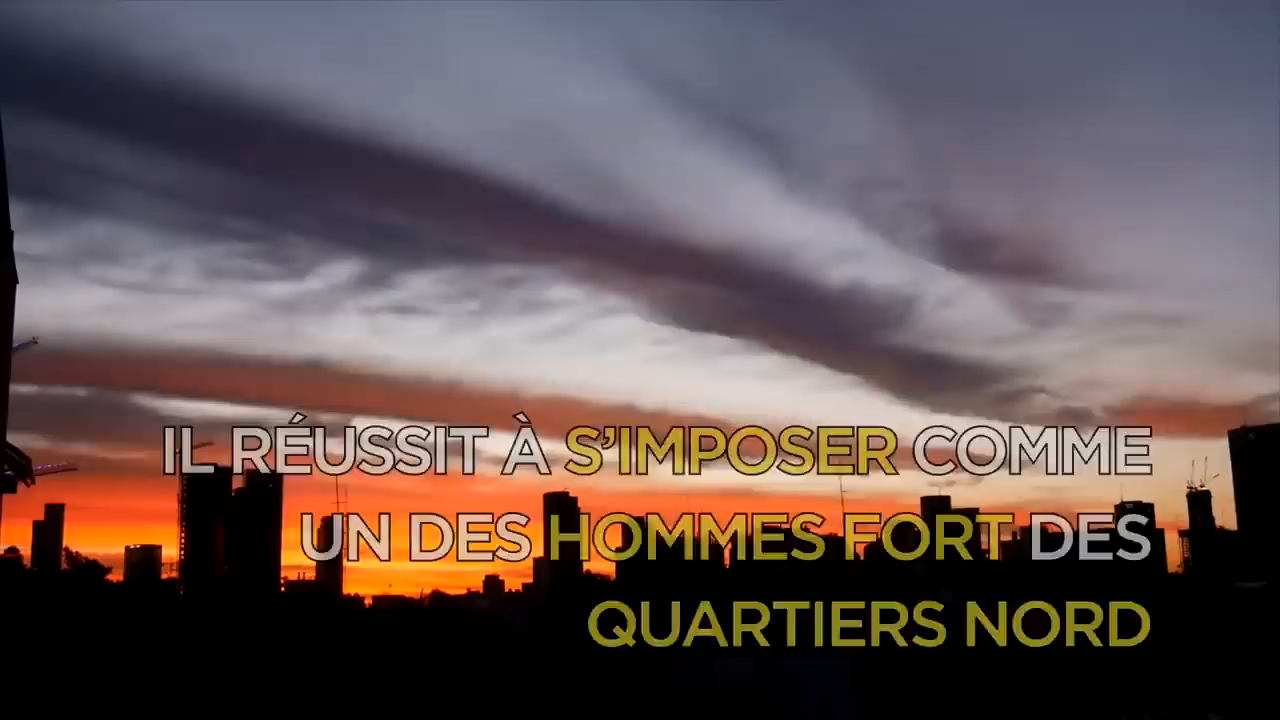 IL RÉUSSIT À S'IMPOSER COMME
UN DES HOMMES FORT DES
QUARTIERS NORD